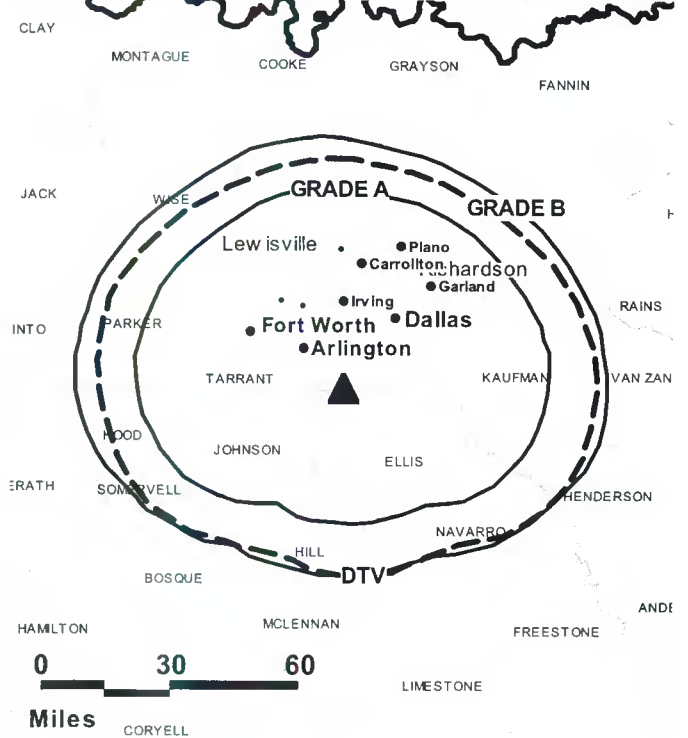 CLAY
MONTAGUE
COOKE
GRAYSON
FANNIN
JACK
WISE
GRADE A
GRADE B
Lewisville
Plano
Carrollton
Garland
Irving
RAINS
INTO
PARKER
Fort Worth
Dallas
Arlington
TARRANT
KAUFMAN
VAN ZAN
HOOD
JOHNSON
ELLIS
ERATH
SOMERVELL
HENDERSON
NAVARRO
HILL
BOSQUE
DTV
ANDE
HAMILTON
MCLENNAN
FREESTONE
0 30 60
LIMESTONE
Miles
CORYELL